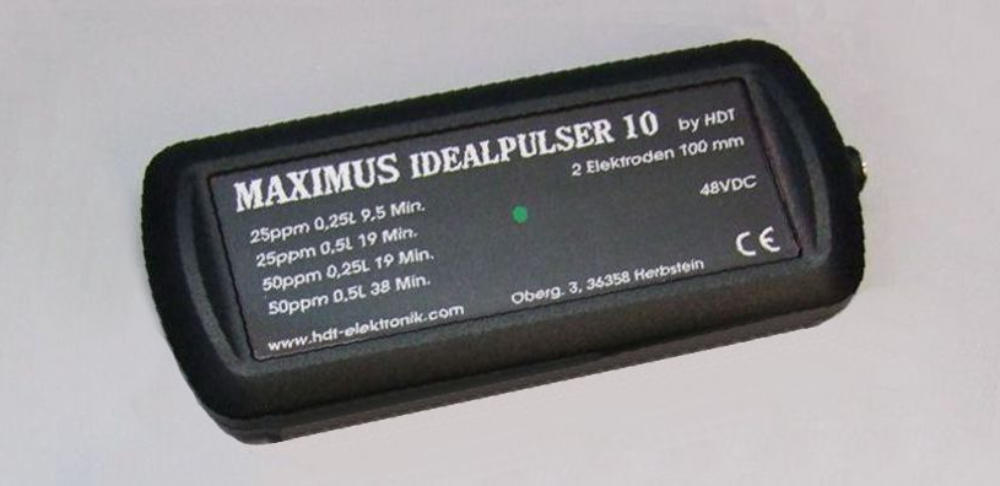 MAXIMUS IDEALPULSER 10 by HDT
2 Elektroden 100 mm
48VDC
25ppm 0,25L 9,5 Min.
25ppm 0,5L 19 Min.
50ppm 0,25L 19 Min.
50ppm 0,5L 38 Min.
CE
www.hdt-elektronik.com
Oberg. 3, 36358 Herbstein